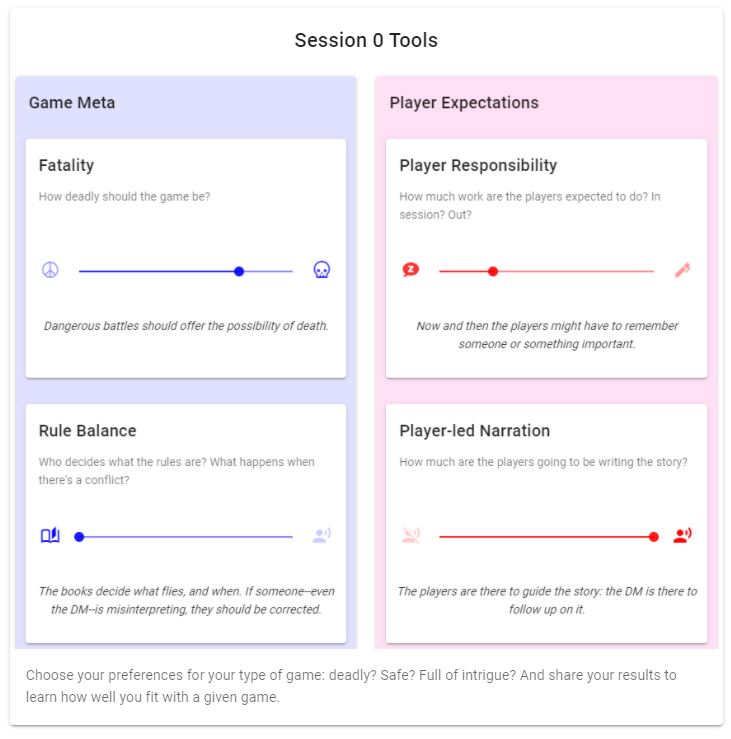 Session 0 Tools
Game Meta
Fatality
How deadly should the game be?
Dangerous battles should offer the possibility of death.
Rule Balance
Who decides what the rules are? What happens when
there's a conflict?
The books decide what flies, and when. If someone--even
the DM--is misinterpreting, they should be corrected.
Player Expectations
Player Responsibility
How much work are the players expected to do? In
session? Out?
Now and then the players might have to remember
someone or something important.
Player-led Narration
How much are the players going to be writing the story?
The players are there to guide the story: the DM is there to
follow up on it.
Choose your preferences for your type of game: deadly? Safe? Full of intrigue? And share your results to
learn how well you fit with a given game.